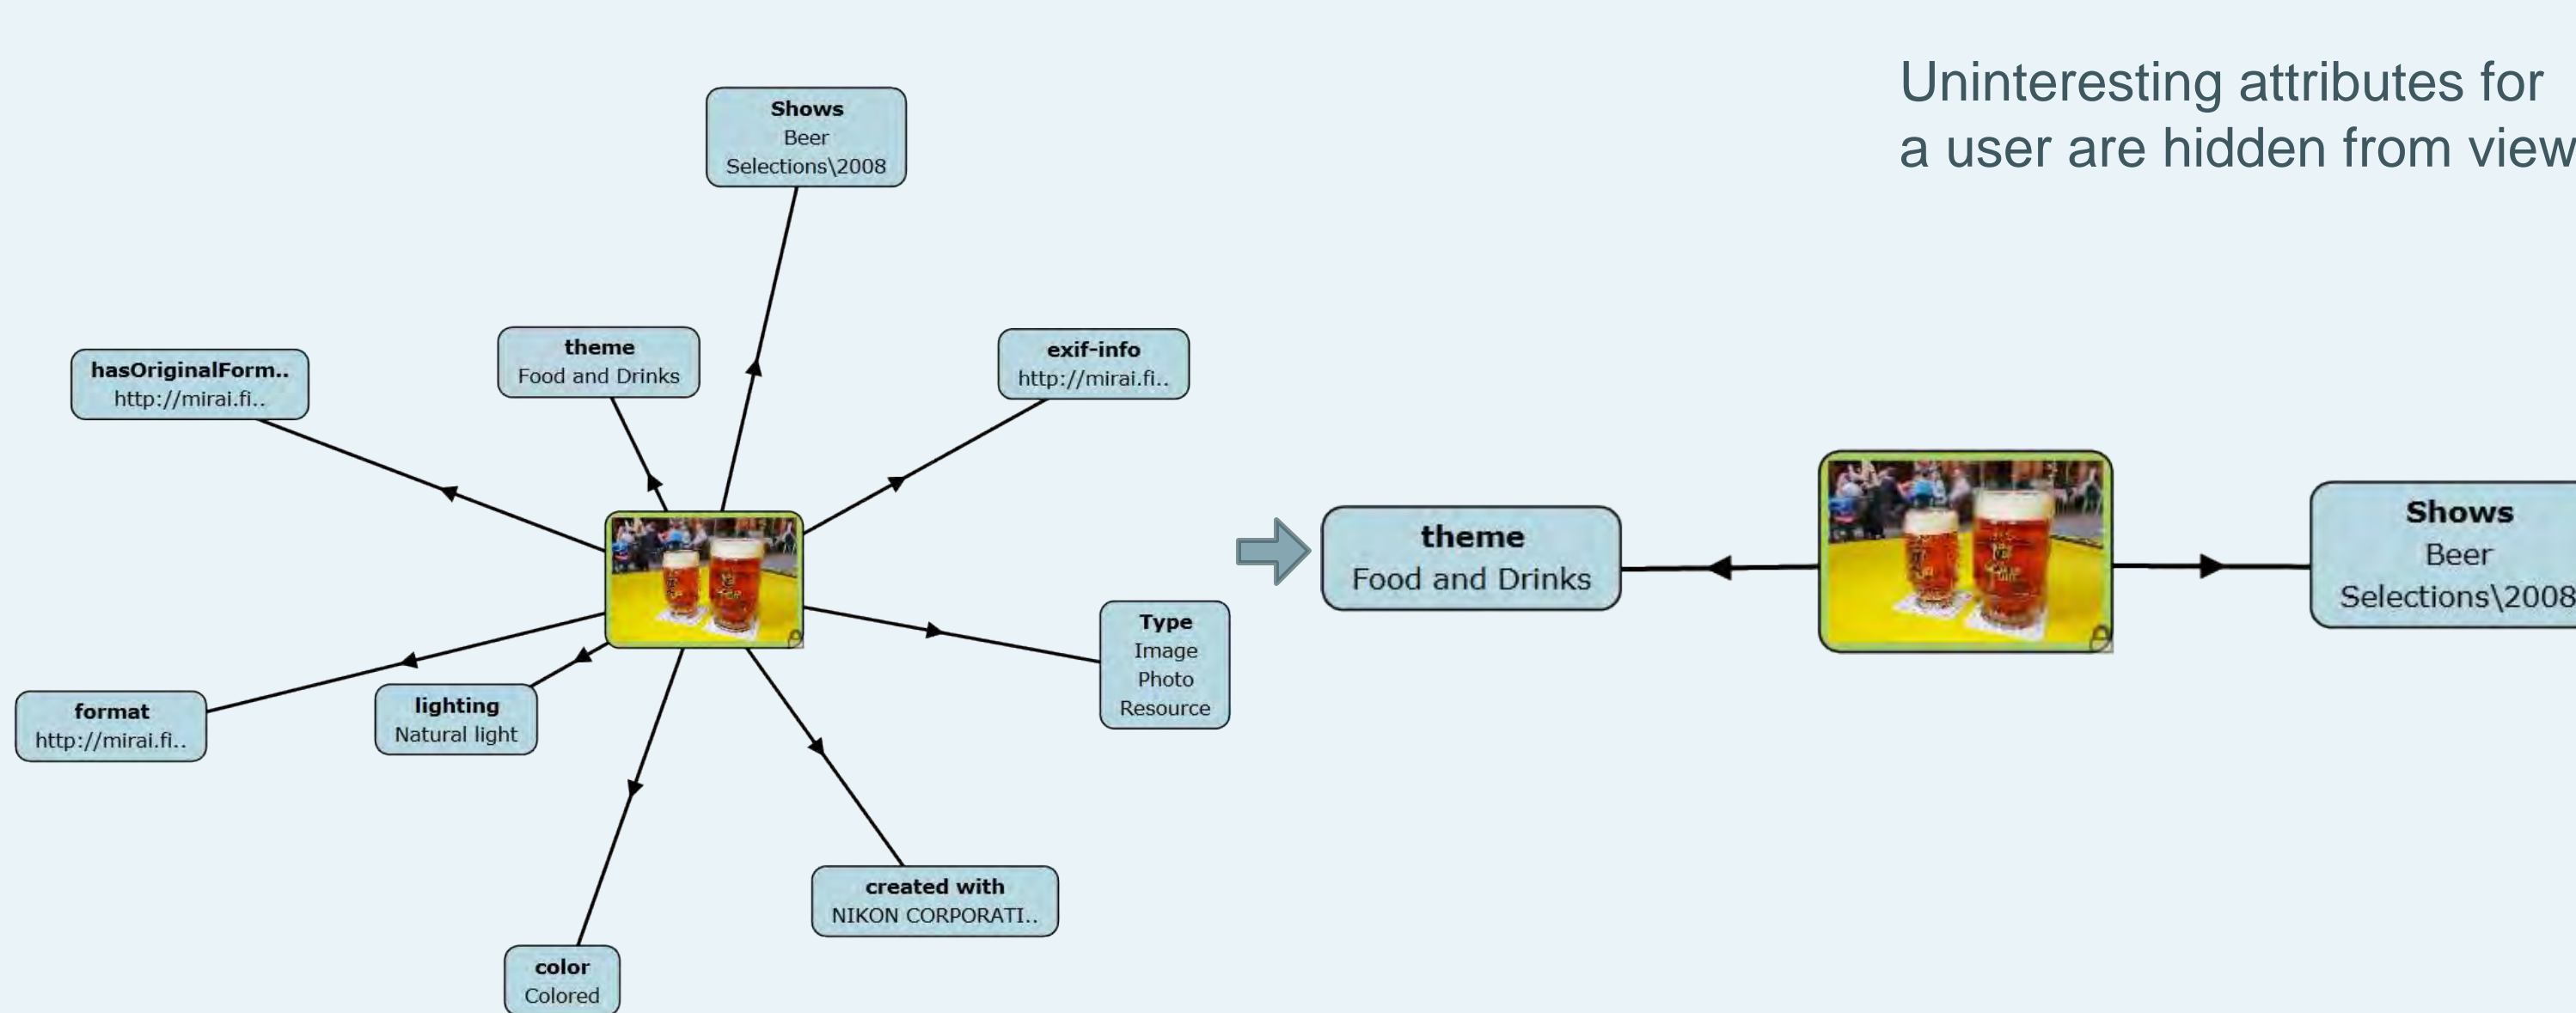 Uninteresting attributes for
a user are hidden from view
Shows
Beer
Selections\2008
theme
Food and Drinks
exif-info
http://mirai.fi..
hasOriginalForm..
http://mirai.fi..
Type
Image
Photo
Resource
format
http://mirai.fi..
lighting
Natural light
created with
NIKON CORPORATI..
color
Colored
theme
Food and Drinks
Shows
Beer
Selections\2008